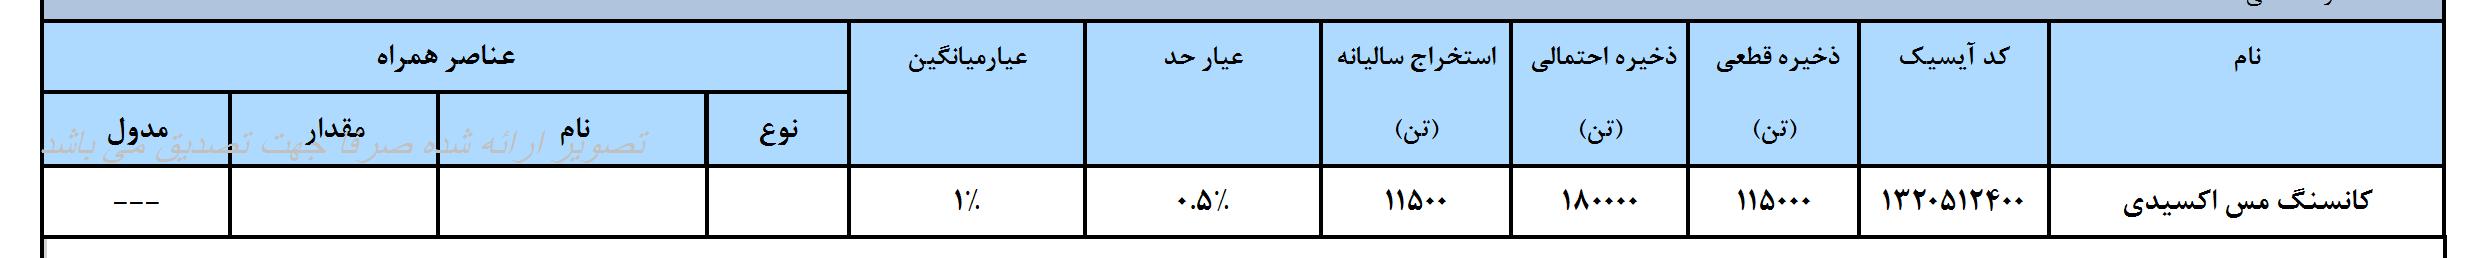 نام
کد آیسیک
ذخیره قطعی (تن)
ذخیره احتمالی (تن)
استخراج سالیانه (تن)
عیار حد
عیارمیانگین
عناصر همراه
نوع
نام
مقدار
مدول
تصویر ارائه شده صرفا جهت تصدیق می باشد
کانسنگ مس اکسیدی
۱۳۲۰۵۱۲۴۰۰
۱۱۵۰۰۰
۱۸۰۰۰۰
۱۱۵۰۰
۰.۵٪
۱٪
---